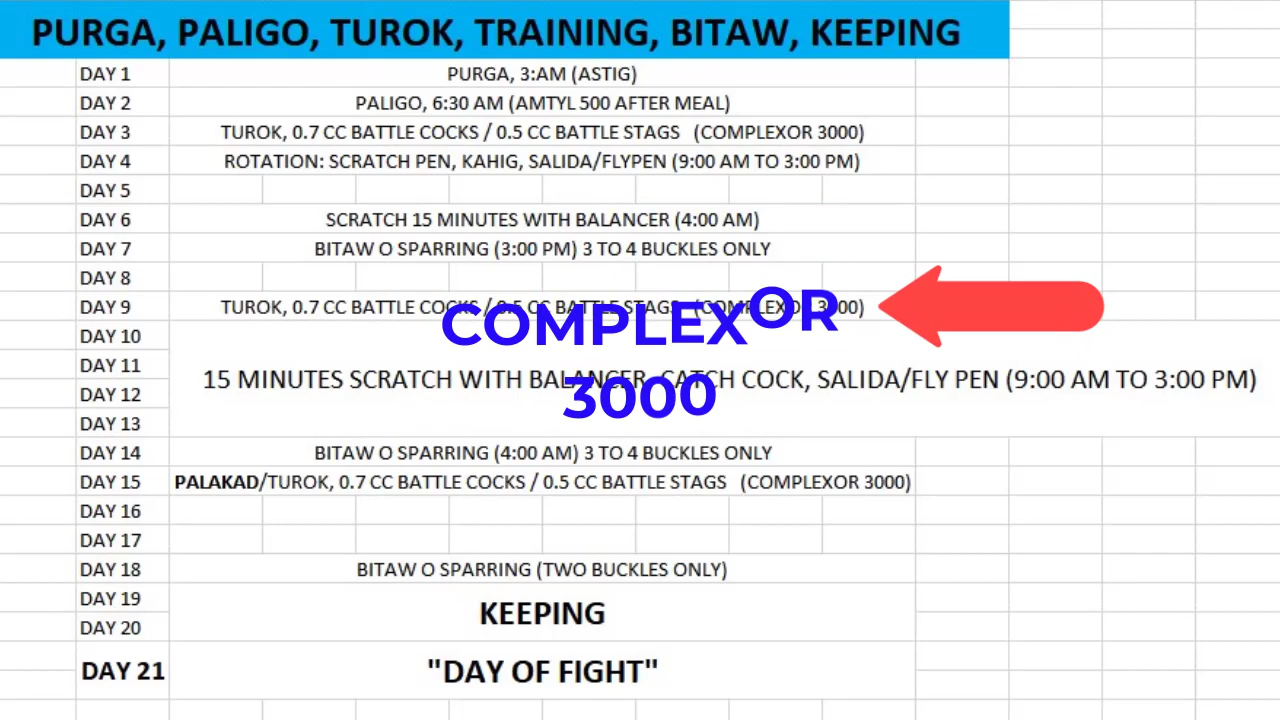 PURGA, PALIGO, TUROK, TRAINING, BITAW, KEEPING
DAY 1 PURGA, 3:AM (ASTIG)
DAY 2 PALIGO, 6:30 AM (AMTYL 500 AFTER MEAL)
DAY 3 TUROK, 0.7 CC BATTLE COCKS / 0.5 CC BATTLE STAGS (COMPLEXOR 3000)
DAY 4 ROTATION: SCRATCH PEN, KAHIG, SALIDA/FLYPEN (9:00 AM TO 3:00 PM)
DAY 5
DAY 6 SCRATCH 15 MINUTES WITH BALANCER (4:00 AM)
DAY 7 BITAW O SPARRING (3:00 PM) 3 TO 4 BUCKLES ONLY
DAY 8
DAY 9 TUROK, 0.7 CC BATTLE COCKS / 0.5 CC BATTLE STAGS (COMPLEXOR 3000)
COMPLEXOR
3000
DAY 10
DAY 11
15 MINUTES SCRATCH WITH BALANCER, CATCH COCK, SALIDA/FLY PEN (9:00 AM TO 3:00 PM)
DAY 12
DAY 13
DAY 14 BITAW O SPARRING (4:00 AM) 3 TO 4 BUCKLES ONLY
DAY 15 PALAKAD/TUROK, 0.7 CC BATTLE COCKS / 0.5 CC BATTLE STAGS (COMPLEXOR 3000)
DAY 16
DAY 17
DAY 18 BITAW O SPARRING (TWO BUCKLES ONLY)
DAY 19
KEEPING
DAY 20
DAY 21 "DAY OF FIGHT"